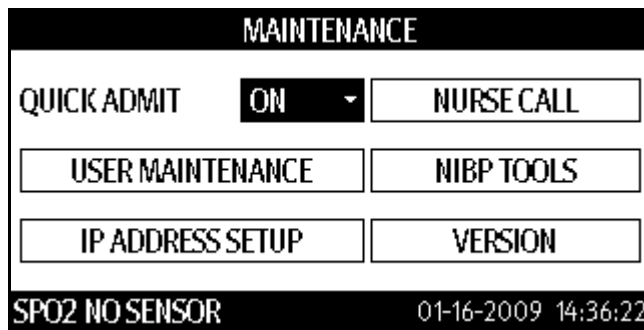 MAINTENANCE
QUICK ADMIT ON NURSE CALL
USER MAINTENANCE NIBP TOOLS
IP ADDRESS SETUP VERSION
SPO2 NO SENSOR 01-16-2009 14:36:22